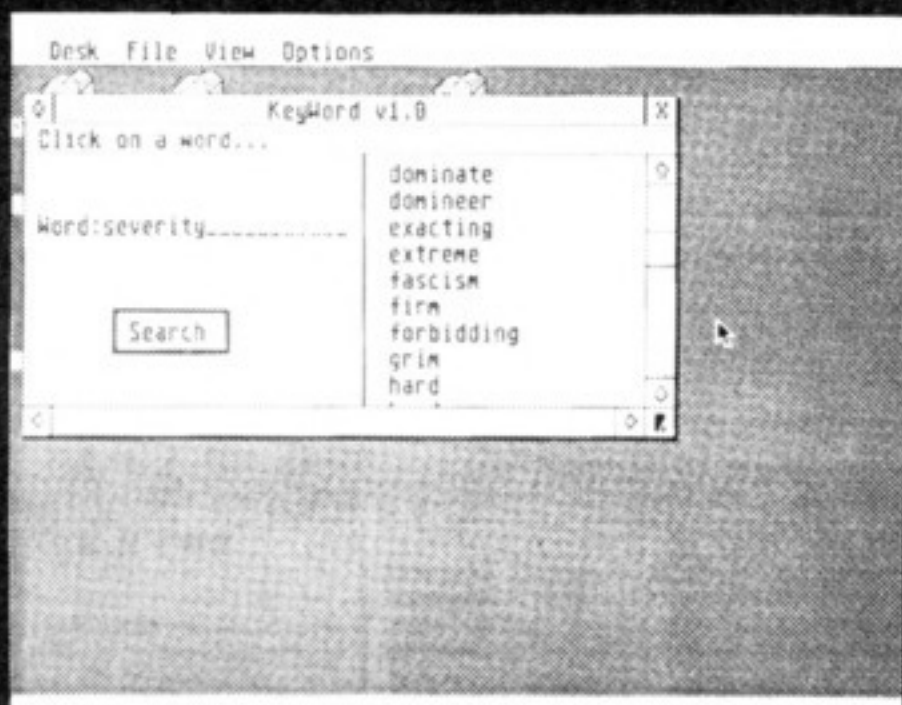 Desk File View Options
KeyWord v1.0
X
Click on a word...
Word:severity___________
Search
dominate
domineer
exacting
extreme
fascism
firm
forbidding
grim
hard